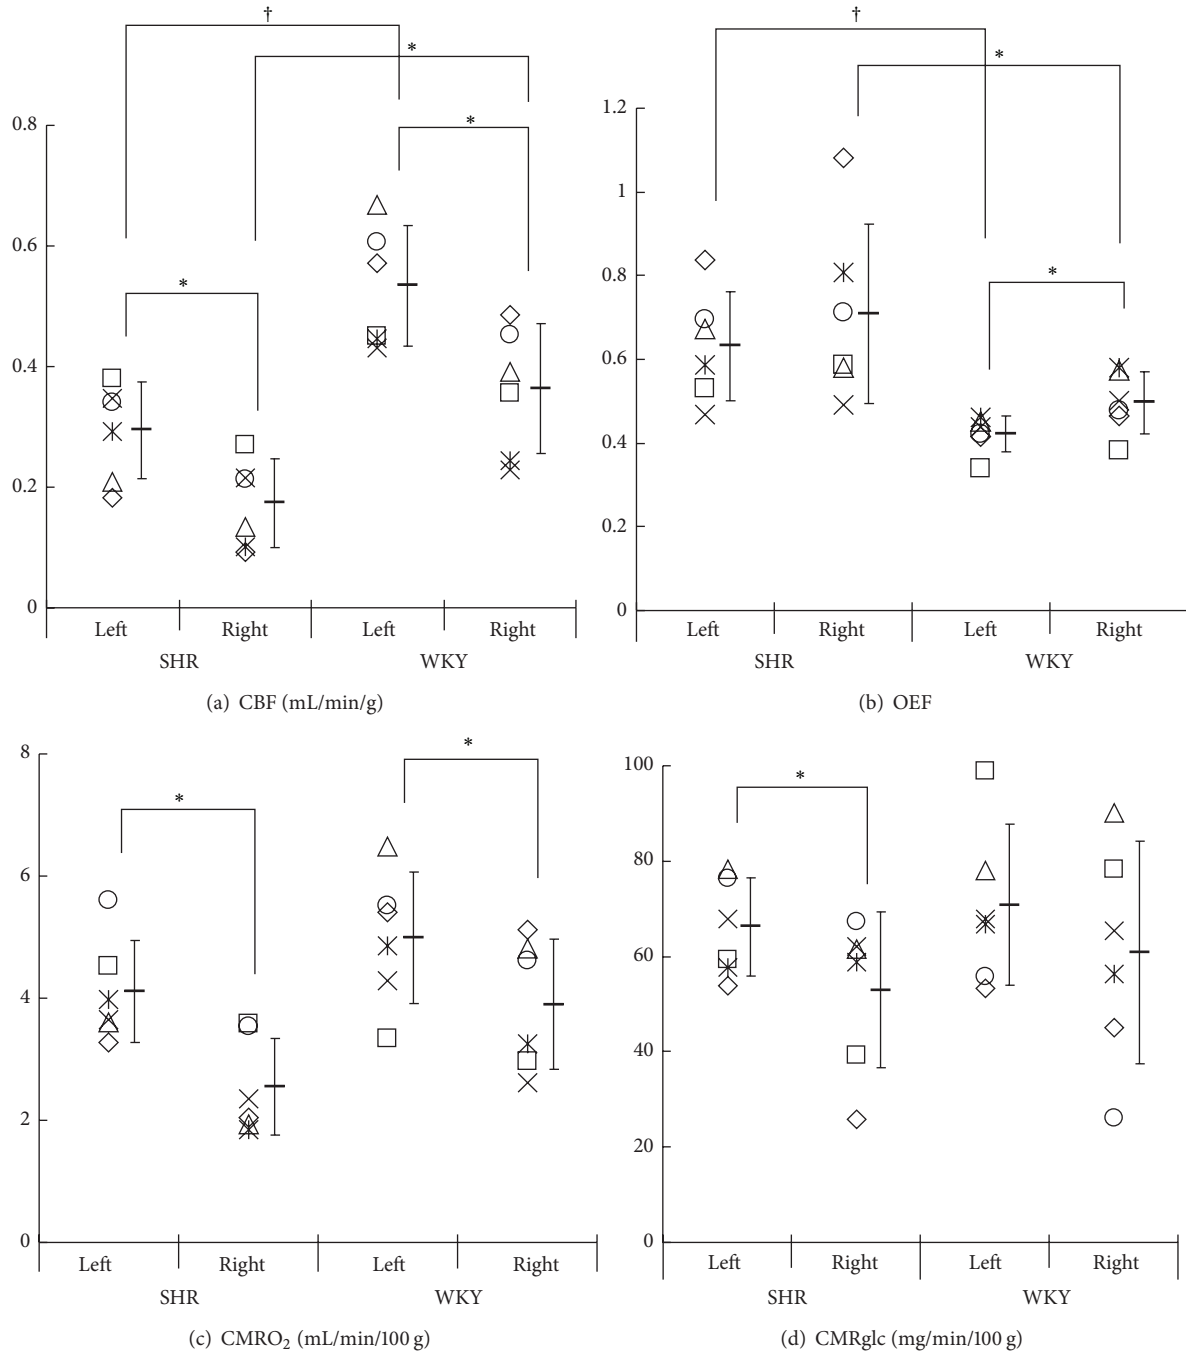 †
*
*
*
0.8
0.6
0.4
0.2
0
Left Right Left Right
SHR WKY
(a) CBF (mL/min/g)
†
*
*
1.2
1
0.8
0.6
0.4
0.2
0
Left Right Left Right
SHR WKY
(b) OEF
*
*
8
6
4
2
0
Left Right Left Right
SHR WKY
(c) CMRO₂ (mL/min/100 g)
*
100
80
60
40
20
0
Left Right Left Right
SHR WKY
(d) CMRglc (mg/min/100 g)